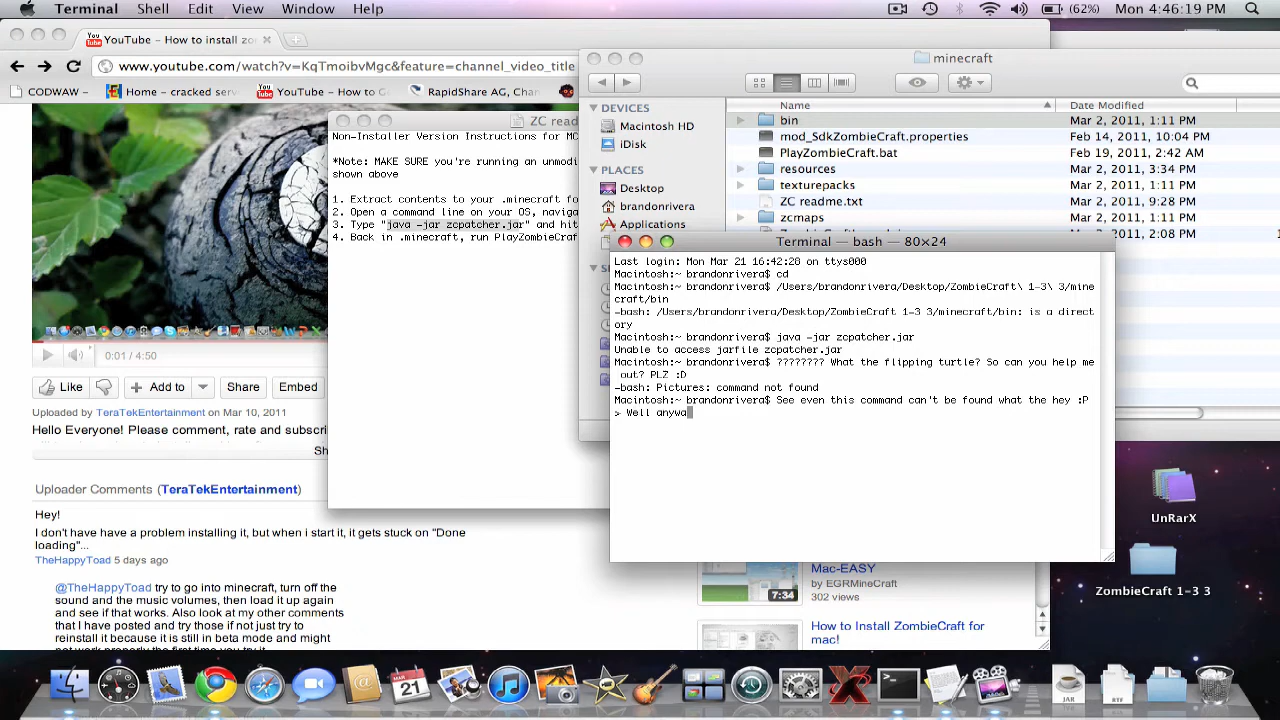 Terminal Shell Edit View Window Help (62%) Mon 4:46:19 PM
YouTube - How to install zo
www.youtube.com/watch?v=KqTmoibvMgc&feature=channel_video_title
CODWAW - Home - cracked serv YouTube - How to G RapidShare AG, Ch
minecraft
DEVICES
Macintosh HD
iDisk
PLACES
Desktop
brandonrivera
Applications
Name Date Modified
bin Mar 2, 2011, 1:11 PM
mod_SdkZombieCraft.properties Feb 14, 2011, 10:04 PM
PlayZombieCraft.bat Feb 19, 2011, 2:42 AM
resources Mar 2, 2011, 3:34 PM
texturepacks Mar 2, 2011, 1:11 PM
ZC readme.txt Mar 2, 2011, 9:28 PM
zcmaps Mar 2, 2011, 1:11 PM
2:08 PM
ZC read
Non-Installer Version Instructions for MC
*Note: MAKE SURE you're running an unmodi
shown above
1. Extract contents to your .minecraft fo
2. Open a command line on your OS, naviga
3. Type "java -jar zcpatcher.jar" and hit
4. Back in .minecraft, run PlayZombieCraf
Terminal — bash — 80×24
Last login: Mon Mar 21 16:42:28 on ttys000
Macintosh:~ brandonrivera$ cd
Macintosh:~ brandonrivera$ /Users/brandonrivera/Desktop/ZombieCraft\ 1-3\ 3/mine
craft/bin
-bash: /Users/brandonrivera/Desktop/ZombieCraft 1-3 3/minecraft/bin: is a direct
ory
Macintosh:~ brandonrivera$ java -jar zcpatcher.jar
Unable to access jarfile zcpatcher.jar
Macintosh:~ brandonrivera$ ???????? What the flipping turtle? So can you help me
out? PLZ :D
-bash: Pictures: command not found
Macintosh:~ brandonrivera$ See even this command can't be found what the hey :P
> Well anywa
0:01 / 4:50
Like Add to Share Embed
Uploaded by TeraTekEntertainment on Mar 10, 2011
Hello Everyone! Please comment, rate and subscri
Sh
Uploader Comments (TeraTekEntertainment)
Hey!
I don't have have a problem installing it, but when i start it, it gets stuck on "Done
loading"...
TheHappyToad 5 days ago
@TheHappyToad try to go into minecraft, turn off the
sound and the music volumes, then load it up again
and see if that works. Also look at my other comments
that I have posted and try those if not just try to
reinstall it because it is still in beta mode and might
not work properly the first time you try it
Mac-EASY
by EGRMineCraft
302 views
7:34
How to Install ZombieCraft for
mac!
UnRarX
ZombieCraft 1-3 3
MAR
21
JAR
XYZ